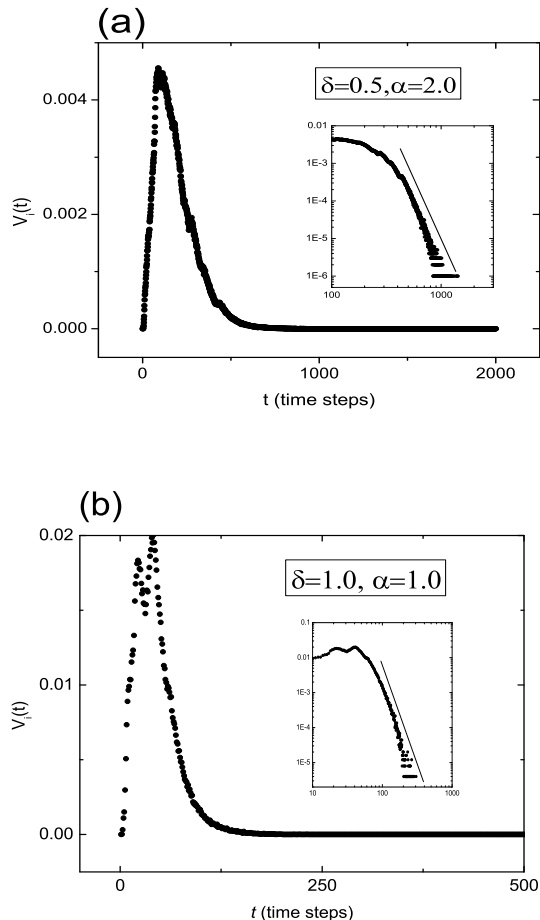 (a)
δ=0.5,α=2.0
0.004
0.002
0.000
V_i(t)
0.01
1E-3
1E-4
1E-5
1E-6
100 1000
0 1000 2000
t (time steps)
(b)
δ=1.0, α=1.0
0.02
0.01
0.00
V_i(t)
0.1
0.01
1E-3
1E-4
1E-5
10 100 1000
0 250 500
t (time steps)